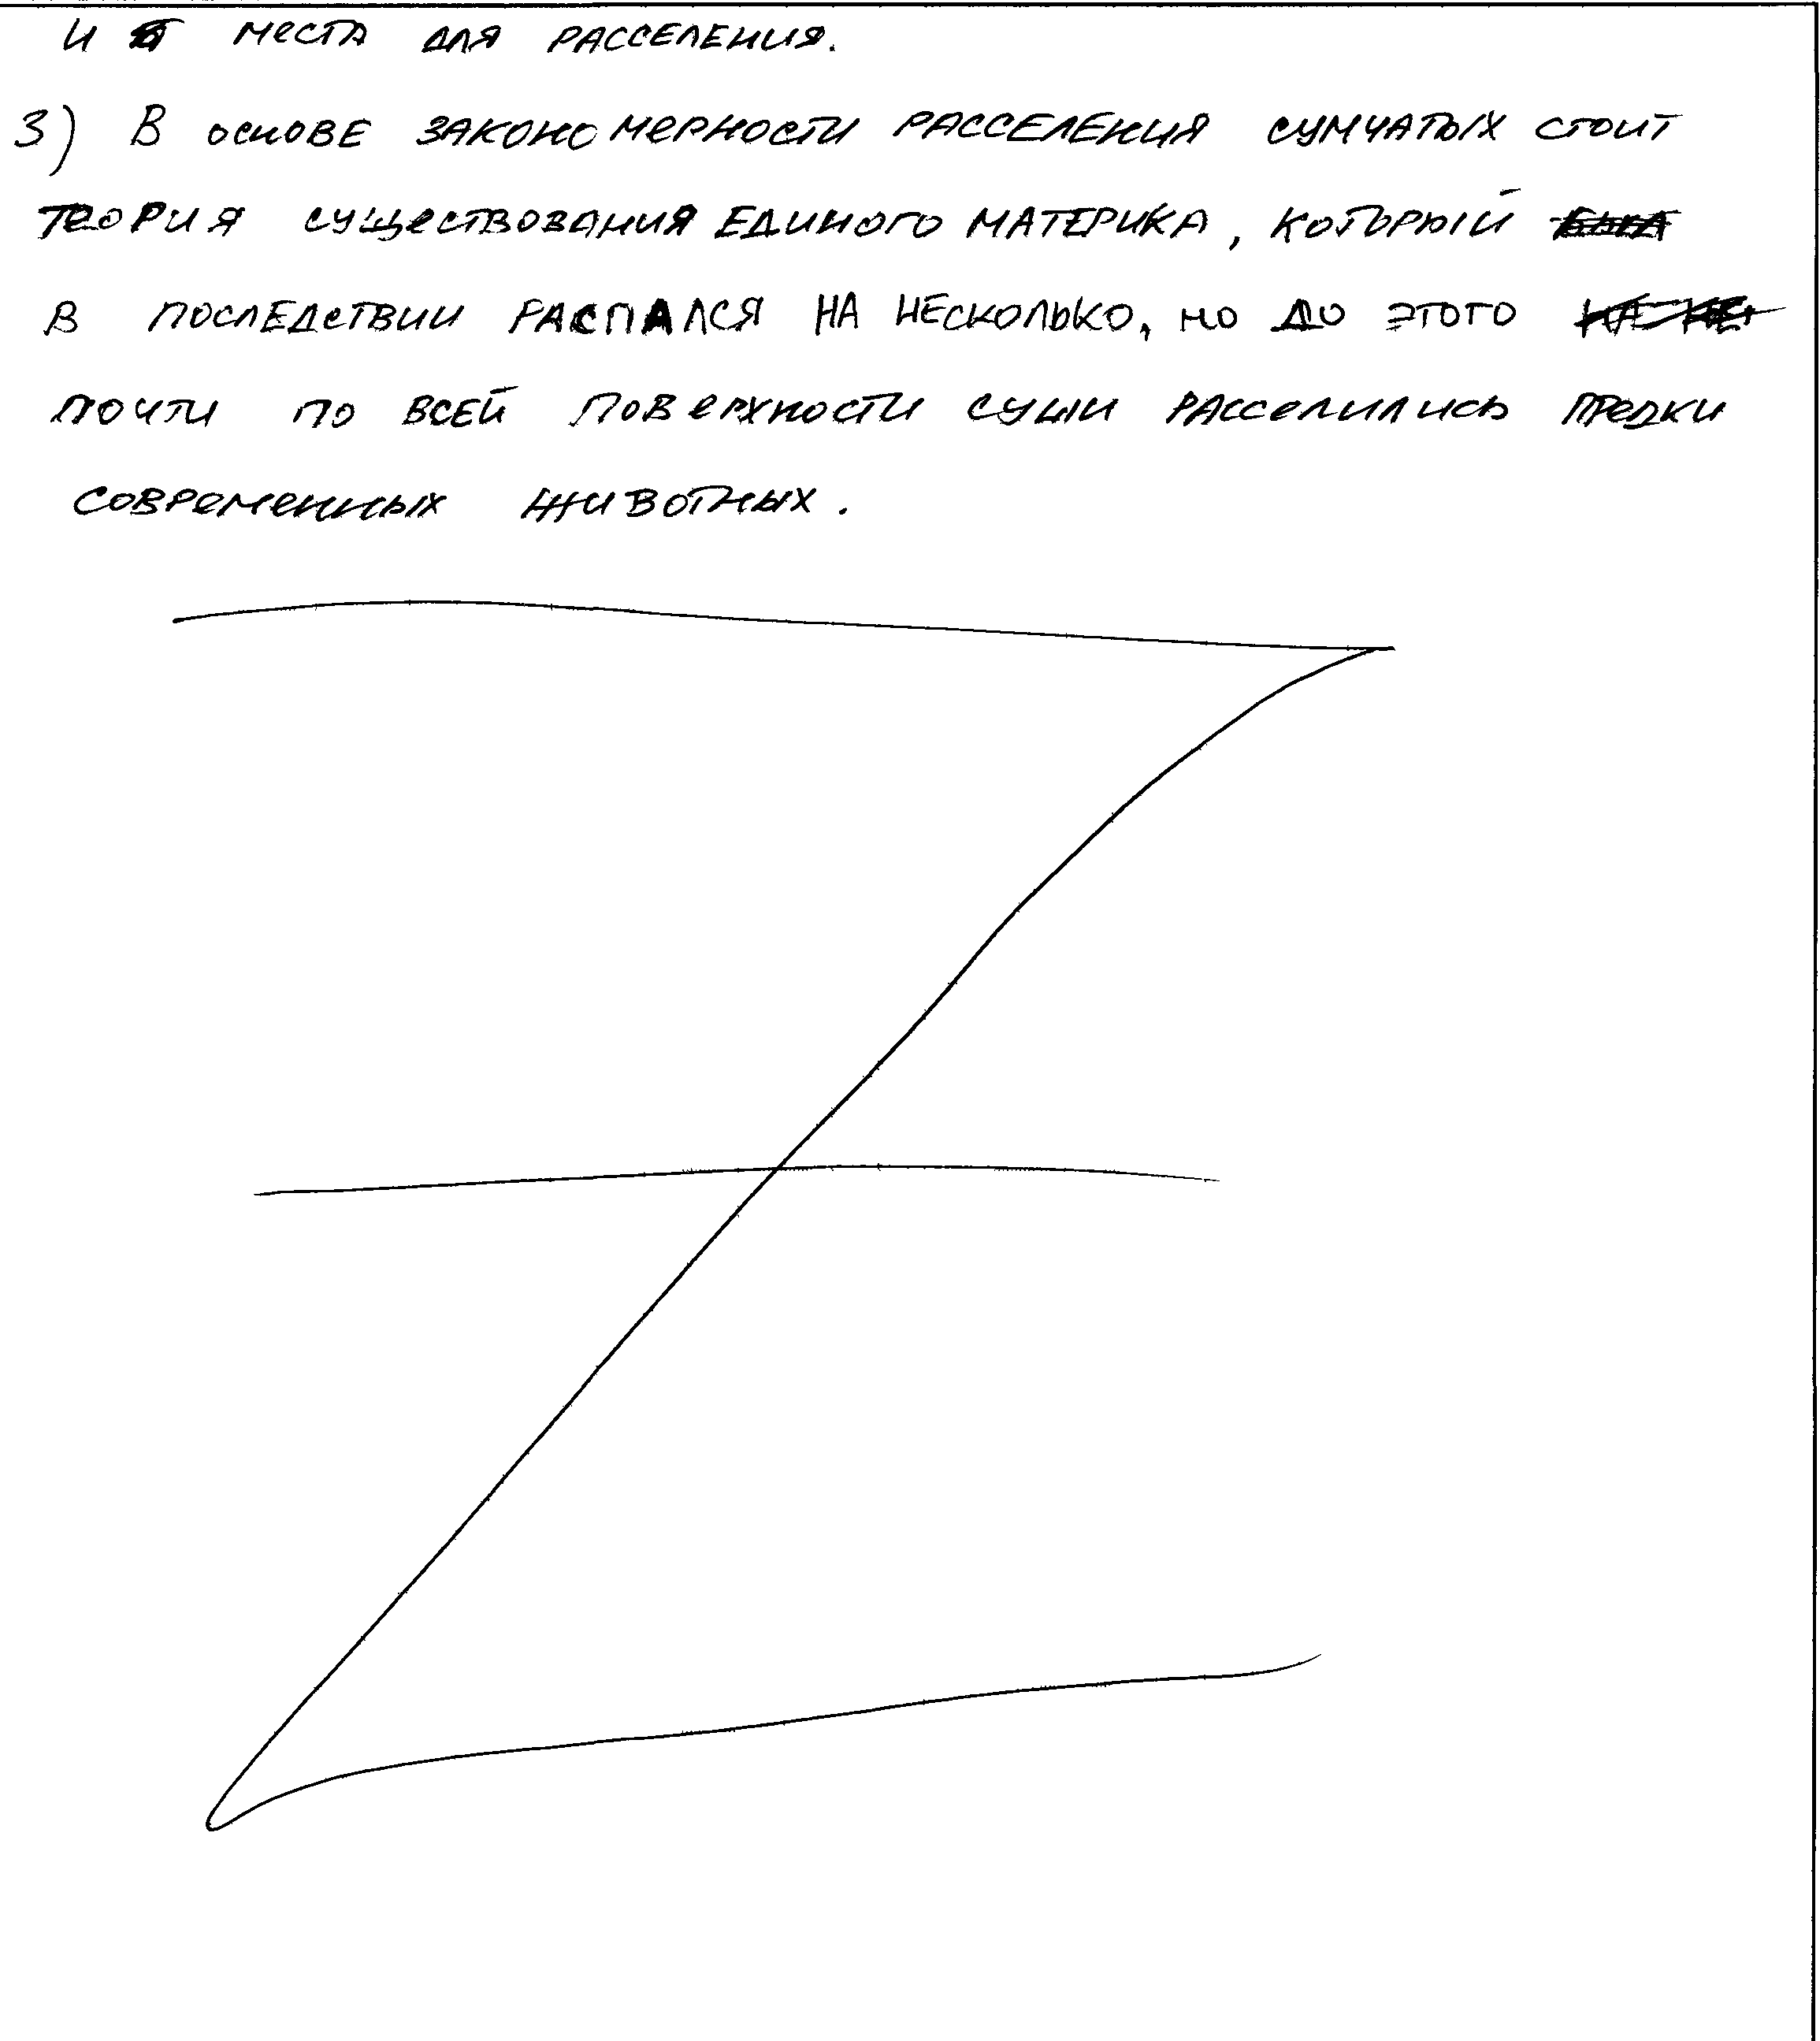 и места для расселения.
3) В основе закономерности расселения сумчатых стоит
теория существования единого материка, который
в последствии распался на несколько, но до этого
почти по всей поверхности суши расселились предки
современных животных.